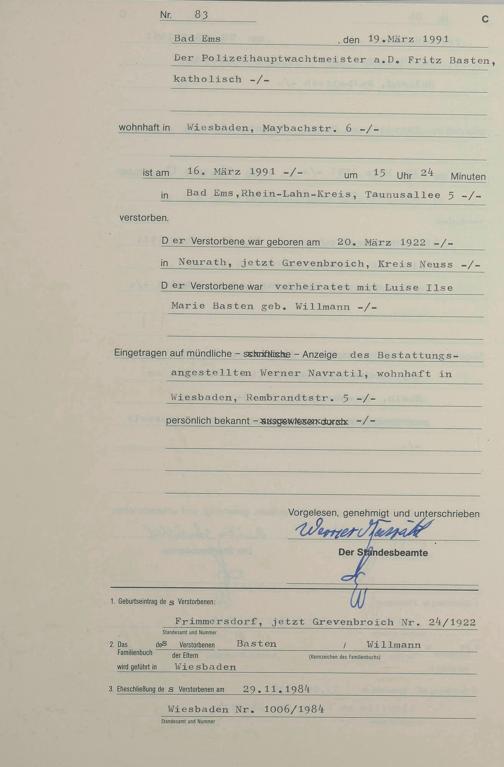 Nr. 83
C
Bad Ems , den 19.März 1991
Der Polizeihauptwachtmeister a.D. Fritz Basten,
katholisch -/-
wohnhaft in Wiesbaden, Maybachstr. 6 -/-
ist am 16. März 1991 -/- um 15 Uhr 24 Minuten
in Bad Ems,Rhein-Lahn-Kreis, Taunusallee 5 -/-
verstorben.
D er Verstorbene war geboren am 20. März 1922 -/-
in Neurath, jetzt Grevenbroich, Kreis Neuss -/-
D er Verstorbene war verheiratet mit Luise Ilse
Marie Basten geb. Willmann -/-
Eingetragen auf mündliche – schriftliche – Anzeige des Bestattungs-
angestellten Werner Navratil, wohnhaft in
Wiesbaden, Rembrandtstr. 5 -/-
persönlich bekannt – ausgewiesen durch -/-
Vorgelesen, genehmigt und unterschrieben
Werner Navratil
Der Standesbeamte
1. Geburtseintrag de s Verstorbenen:
Frimmersdorf, jetzt Grevenbroich Nr. 24/1922
Standesamt und Nummer
2. Das Familienbuch des Verstorbenen der Eltern Basten / Willmann
(Kennzeichen des Familienbuchs)
wird geführt in Wiesbaden
3. Eheschließung de s Verstorbenen am 29.11.1984
Wiesbaden Nr. 1006/1984
Standesamt und Nummer